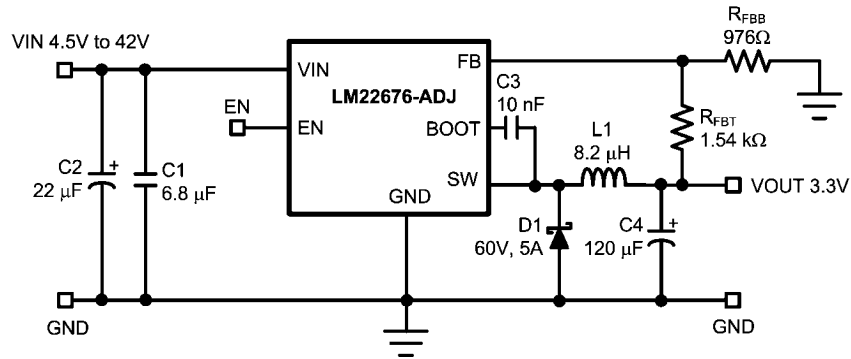 VIN 4.5V to 42V
VIN
FB
LM22676-ADJ
RFBB
976Ω
EN
EN
C3
10 nF
BOOT
RFBT
1.54 kΩ
L1
8.2 μH
C2
+
22 μF
C1
6.8 μF
GND
SW
VOUT 3.3V
D1
60V, 5A
C4
+
120 μF
GND
GND